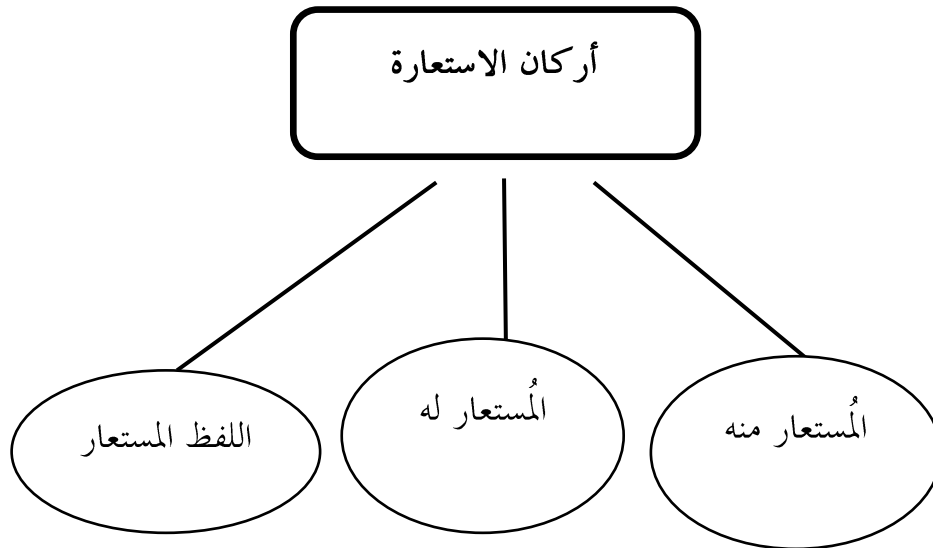 أركان الاستعارة
المُستعار منه
المُستعار له
اللفظ المستعار